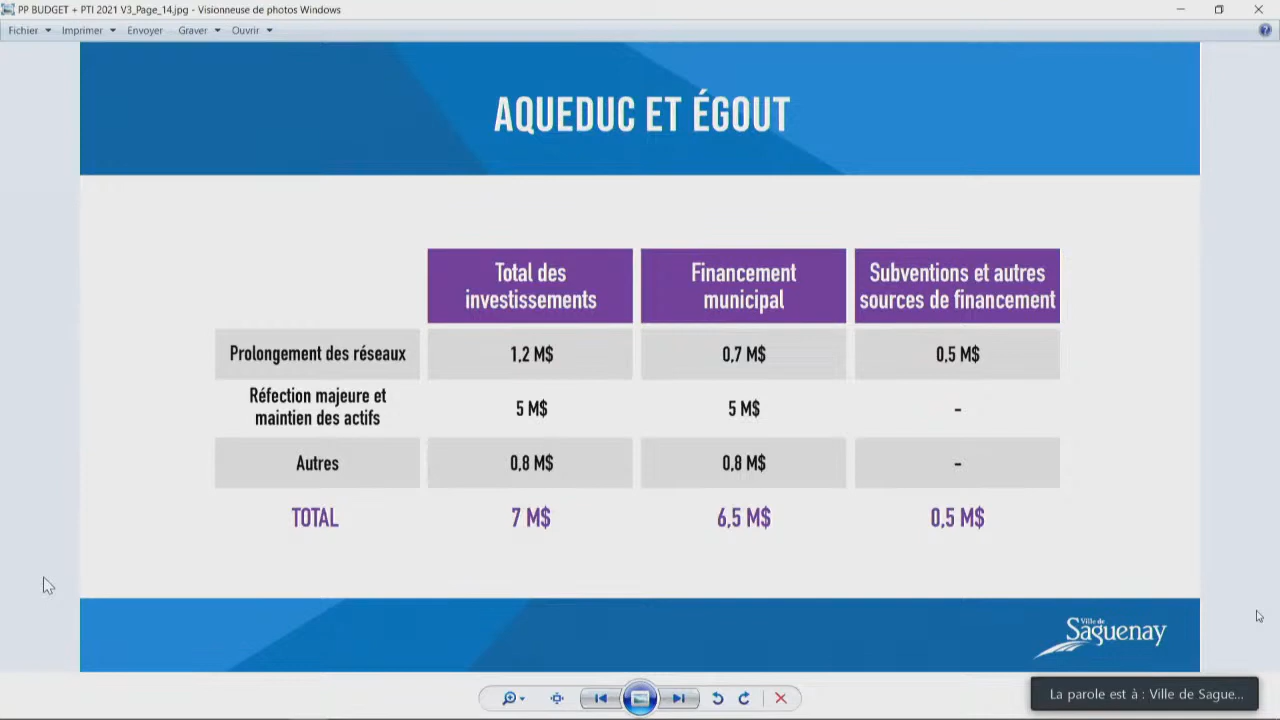 PP BUDGET + PTI 2021 V3_Page_14.jpg - Visionneuse de photos Windows
Fichier Imprimer Envoyer Graver Ouvrir
AQUEDUC ET ÉGOUT
Total des
investissements
Financement
municipal
Subventions et autres
sources de financement
Prolongement des réseaux 1,2 M$ 0,7 M$ 0,5 M$
Réfection majeure et
maintien des actifs
5 M$ 5 M$ -
Autres 0,8 M$ 0,8 M$ -
TOTAL 7 M$ 6,5 M$ 0,5 M$
Ville de
Saguenay
La parole est à : Ville de Sague...